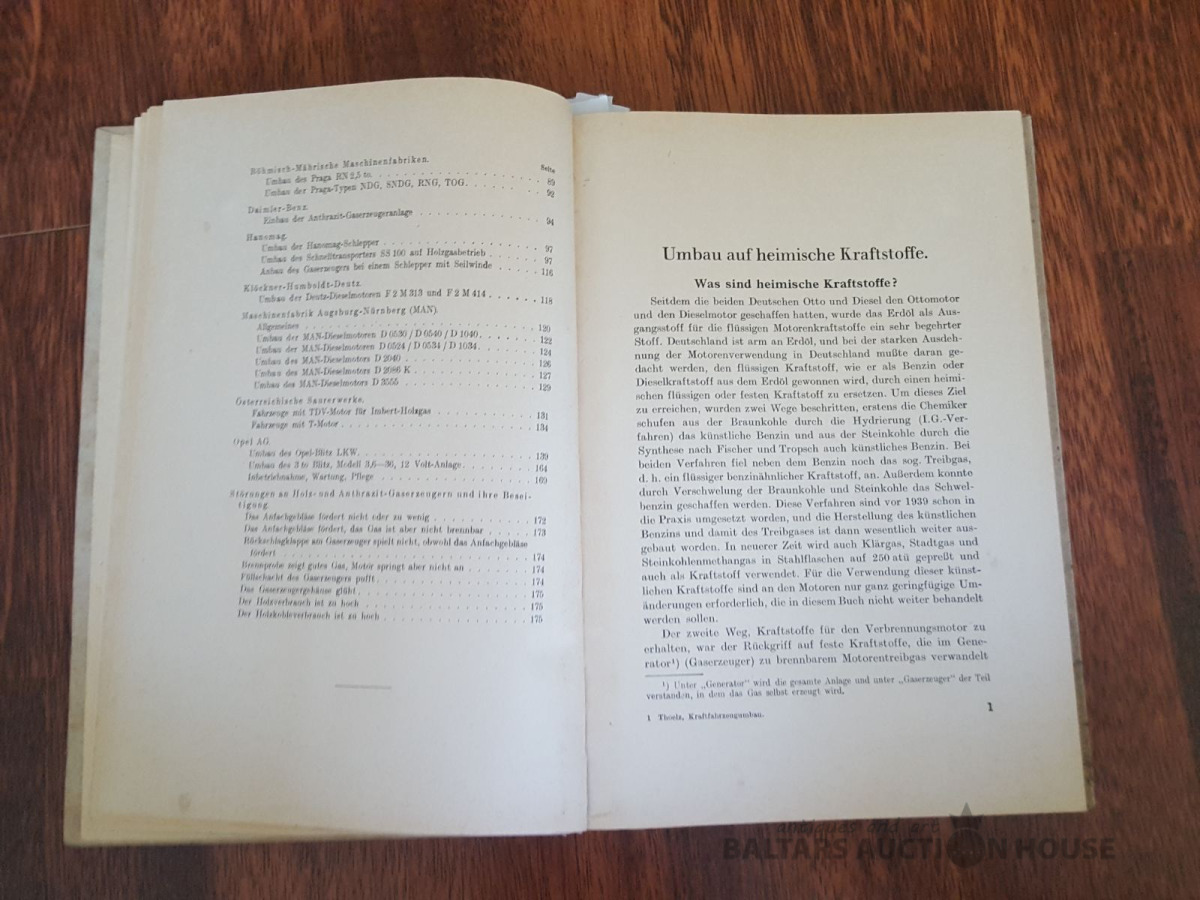 Seite
Böhmisch-Mährische Maschinenfabriken.
Umbau des Praga RN 2,5 to. . . . . . . . . . . . . . . . 89
Umbau der Praga-Typen NDG, SNDG, RNG, TOG. . . . . . . . 92
Daimler-Benz.
Einbau der Anthrazit-Gaserzeugeranlage . . . . . . . . . . 94
Hanomag.
Umbau der Hanomag-Schlepper . . . . . . . . . . . . . . 97
Umbau des Schnelltransporters SS 100 auf Holzgasbetrieb . . . . 97
Anbau des Gaserzeugers bei einem Schlepper mit Seilwinde . . . . 116
Klöckner-Humboldt-Deutz.
Umbau der Deutz-Dieselmotoren F 2 M 313 und F 2 M 414 . . . . . . 118
Maschinenfabrik Augsburg-Nürnberg (MAN).
Allgemeines . . . . . . . . . . . . . . . . . . . . . 120
Umbau der MAN-Dieselmotoren D 0530 / D 0540 / D 1040 . . . . . . 122
Umbau der MAN-Dieselmotoren D 0524 / D 0534 / D 1034 . . . . . . 124
Umbau des MAN-Dieselmotors D 2040 . . . . . . . . . . . . 126
Umbau des MAN-Dieselmotors D 2086 K . . . . . . . . . . . 127
Umbau des MAN-Dieselmotors D 3555 . . . . . . . . . . . . 129
Österreichische Saurerwerke.
Fahrzeuge mit TDV-Motor für Imbert-Holzgas . . . . . . . . . 131
Fahrzeuge mit T-Motor . . . . . . . . . . . . . . . . . 134
Opel AG.
Umbau des Opel-Blitz LKW. . . . . . . . . . . . . . . . 139
Umbau des 3 to Blitz, Modell 3,6—36, 12 Volt-Anlage. . . . . . . 164
Inbetriebnahme, Wartung, Pflege . . . . . . . . . . . . . 169
Störungen an Holz- und Anthrazit-Gaserzeugern und ihre Besei-
tigung.
Das Anfachgebläse fördert nicht oder zu wenig . . . . . . . . . 172
Das Anfachgebläse fördert, das Gas ist aber nicht brennbar . . . . 173
Rückschlagklappe am Gaserzeuger spielt nicht, obwohl das Anfachgebläse
fördert . . . . . . . . . . . . . . . . . . . . . . . 174
Brennprobe zeigt gutes Gas, Motor springt aber nicht an . . . . . . 174
Füllschacht des Gaserzeugers pufft . . . . . . . . . . . . . 174
Das Gaserzeugergehäuse glüht . . . . . . . . . . . . . . . 175
Der Holzverbrauch ist zu hoch . . . . . . . . . . . . . . . 175
Der Holzkohleverbrauch ist zu hoch . . . . . . . . . . . . . 175
Umbau auf heimische Kraftstoffe.
Was sind heimische Kraftstoffe?
Seitdem die beiden Deutschen Otto und Diesel den Ottomotor
und den Dieselmotor geschaffen hatten, wurde das Erdöl als Aus-
gangsstoff für die flüssigen Motorenkraftstoffe ein sehr begehrter
Stoff. Deutschland ist arm an Erdöl, und bei der starken Ausdeh-
nung der Motorenverwendung in Deutschland mußte daran ge-
dacht werden, den flüssigen Kraftstoff, wie er als Benzin oder
Dieselkraftstoff aus dem Erdöl gewonnen wird, durch einen heimi-
schen flüssigen oder festen Kraftstoff zu ersetzen. Um dieses Ziel
zu erreichen, wurden zwei Wege beschritten, erstens die Chemiker
schufen aus der Braunkohle durch die Hydrierung (I.G.-Ver-
fahren) das künstliche Benzin und aus der Steinkohle durch die
Synthese nach Fischer und Tropsch auch künstliches Benzin. Bei
beiden Verfahren fiel neben dem Benzin noch das sog. Treibgas,
d. h. ein flüssiger benzinähnlicher Kraftstoff, an. Außerdem konnte
durch Verschwelung der Braunkohle und Steinkohle das Schwel-
benzin geschaffen werden. Diese Verfahren sind vor 1939 schon in
die Praxis umgesetzt worden, und die Herstellung des künstlichen
Benzins und damit des Treibgases ist dann wesentlich weiter aus-
gebaut worden. In neuerer Zeit wird auch Klärgas, Stadtgas und
Steinkohlenmethangas in Stahlflaschen auf 250 atü gepreßt und
auch als Kraftstoff verwendet. Für die Verwendung dieser künst-
lichen Kraftstoffe sind an den Motoren nur ganz geringfügige Um-
änderungen erforderlich, die in diesem Buch nicht weiter behandelt
werden sollen.
Der zweite Weg, Kraftstoffe für den Verbrennungsmotor zu
erhalten, war der Rückgriff auf feste Kraftstoffe, die im Gene-
rator¹) (Gaserzeuger) zu brennbarem Motorentreibgas verwandelt
¹) Unter „Generator" wird die gesamte Anlage und unter „Gaserzeuger" der Teil
verstanden, in dem das Gas selbst erzeugt wird.
1 Thoelz, Kraftfahrzeugumbau.
1
antiques and art
BALTARS AUCTION HOUSE